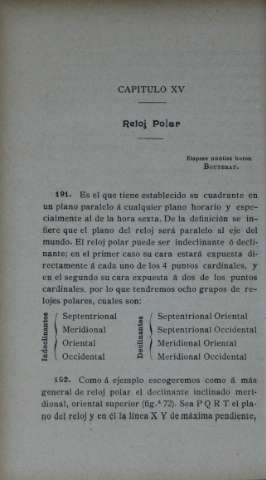 CAPITULO XV
Reloj Polar
BOUTERAY.
191. Es el que tiene establecido su cuadrante en
un plano paralelo á cualquier plano horario y espe-
cialmente al de la hora sexta. De la definición se in-
fiere que el plano del reloj será paralelo al eje del
mundo. El reloj polar puede ser indeclinante ó decli-
nante; en el primer caso su cara estará expuesta di-
rectamente á cada uno de los 4 puntos cardinales, y
en el segundo su cara expuesta á dos de los puntos
cardinales, por lo que tendremos ocho grupos de re-
lojes polares, cuales son:
Indeclinantes
Septentrional
Meridional
Oriental
Occidental
Declinantes
Septentrional Oriental
Septentrional Occidental
Meridional Oriental
Meridional Occidental
192. Como á ejemplo escogeremos como á más
general de reloj polar el declinante inclinado meri-
dional, oriental superior (fig.ª 72). Sea P Q R T el pla-
no del reloj y en él la línea X Y de máxima pendiente,